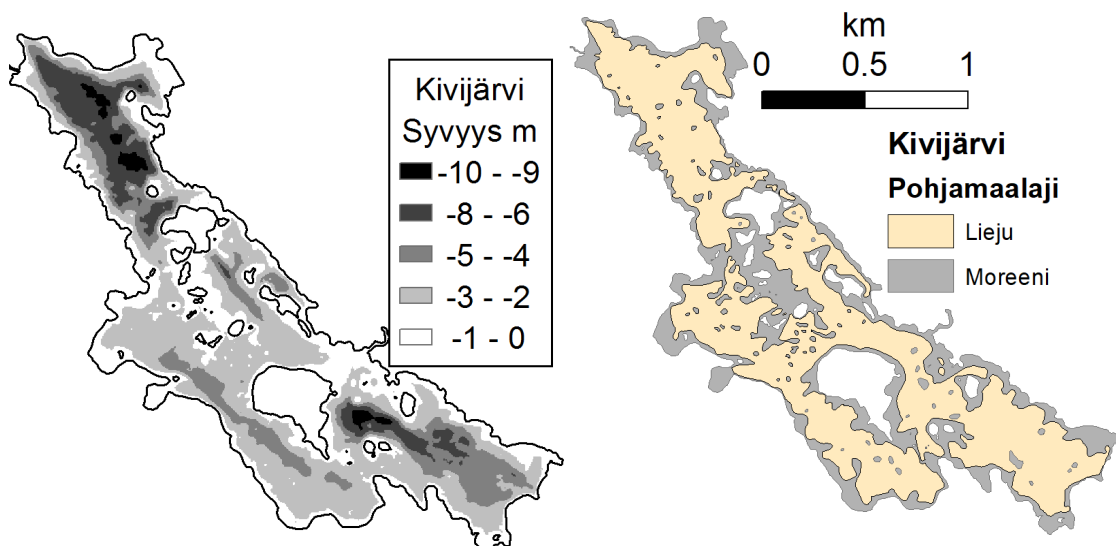 Kivijärvi
Syvyys m
-10 - -9
-8 - -6
-5 - -4
-3 - -2
-1 - 0
km
0 0.5 1
Kivijärvi
Pohjamaalaji
Lieju
Moreeni